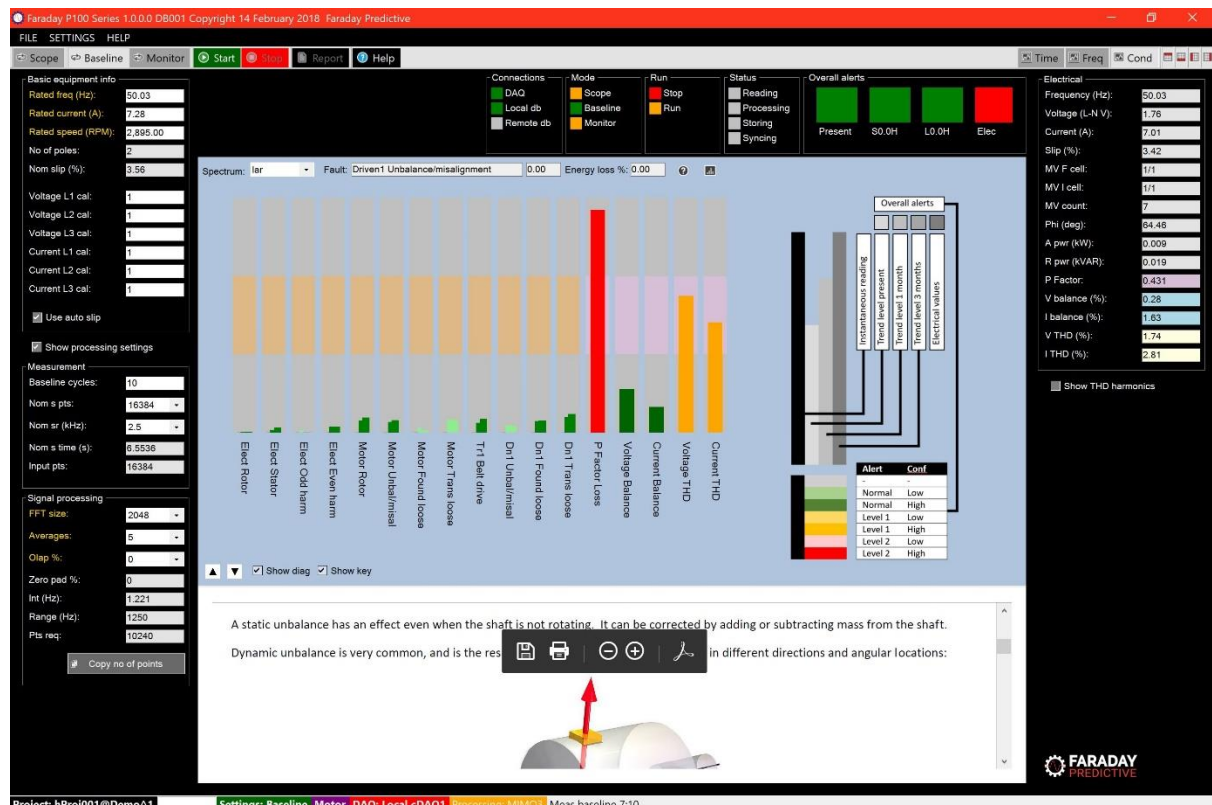 Faraday P100 Series 1.0.0.0 DB001 Copyright 14 February 2018 Faraday Predictive
FILE SETTINGS HELP
Scope Baseline Monitor Start Stop Report Help Time Freq Cond
Basic equipment info
Rated freq (Hz): 50.03
Rated current (A): 7.28
Rated speed (RPM): 2,895.00
No of poles: 2
Nom slip (%): 3.56
Voltage L1 cal: 1
Voltage L2 cal: 1
Voltage L3 cal: 1
Current L1 cal: 1
Current L2 cal: 1
Current L3 cal: 1
Use auto slip
Show processing settings
Measurement
Baseline cycles: 10
Nom s pts: 16384
Nom sr (kHz): 2.5
Nom s time (s): 6.5536
Input pts: 16384
Signal processing
FFT size: 2048
Averages: 5
Olap %: 0
Zero pad %: 0
Int (Hz): 1.221
Range (Hz): 1250
Pts req: 10240
Copy no of points
Connections
DAQ
Local db
Remote db
Mode
Scope
Baseline
Monitor
Run
Stop
Run
Status
Reading
Processing
Storing
Syncing
Overall alerts
Present S0.0H L0.0H Elec
Spectrum: Iar Fault: Driven1 Unbalance/misalignment 0.00 Energy loss %: 0.00
Elect Rotor
Elect Stator
Elect Odd harm
Elect Even harm
Motor Rotor
Motor Unbal/misal
Motor Found loose
Motor Trans loose
Tr1 Belt drive
Dn1 Unbal/misal
Dn1 Found loose
Dn1 Trans loose
P Factor Loss
Voltage Balance
Current Balance
Voltage THD
Current THD
Overall alerts
Instantaneous reading
Trend level present
Trend level 1 month
Trend level 3 months
Electrical values
Alert Conf
- -
Normal Low
Normal High
Level 1 Low
Level 1 High
Level 2 Low
Level 2 High
Show diag Show key
A static unbalance has an effect even when the shaft is not rotating. It can be corrected by adding or subtracting mass from the shaft.
Dynamic unbalance is very common, and is the res in different directions and angular locations:
Electrical
Frequency (Hz): 50.03
Voltage (L-N V): 1.76
Current (A): 7.01
Slip (%): 3.42
MV F cell: 1/1
MV I cell: 1/1
MV count: 7
Phi (deg): 64.46
A pwr (kW): 0.009
R pwr (kVAR): 0.019
P Factor: 0.431
V balance (%): 0.28
I balance (%): 1.63
V THD (%): 1.74
I THD (%): 2.81
Show THD harmonics
FARADAY
PREDICTIVE
Project: hProj001@Demo^1 Settings: Baseline Motor DAQ: Local cDAQ1 Processing: MIMO3 Meas baseline 7:10